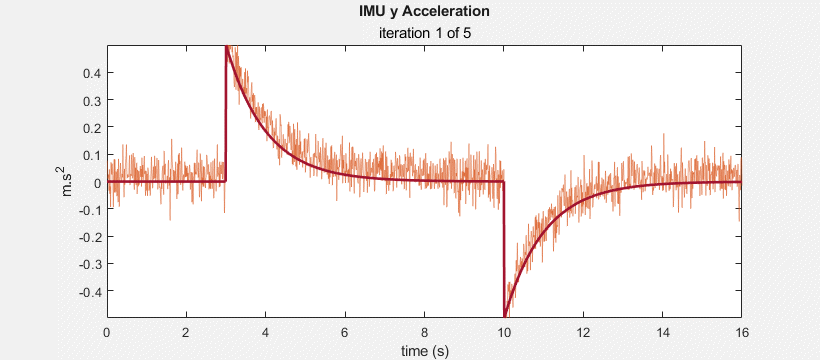 IMU y Acceleration
iteration 1 of 5
m.s²
0.4
0.3
0.2
0.1
0
-0.1
-0.2
-0.3
-0.4
0 2 4 6 8 10 12 14 16
time (s)